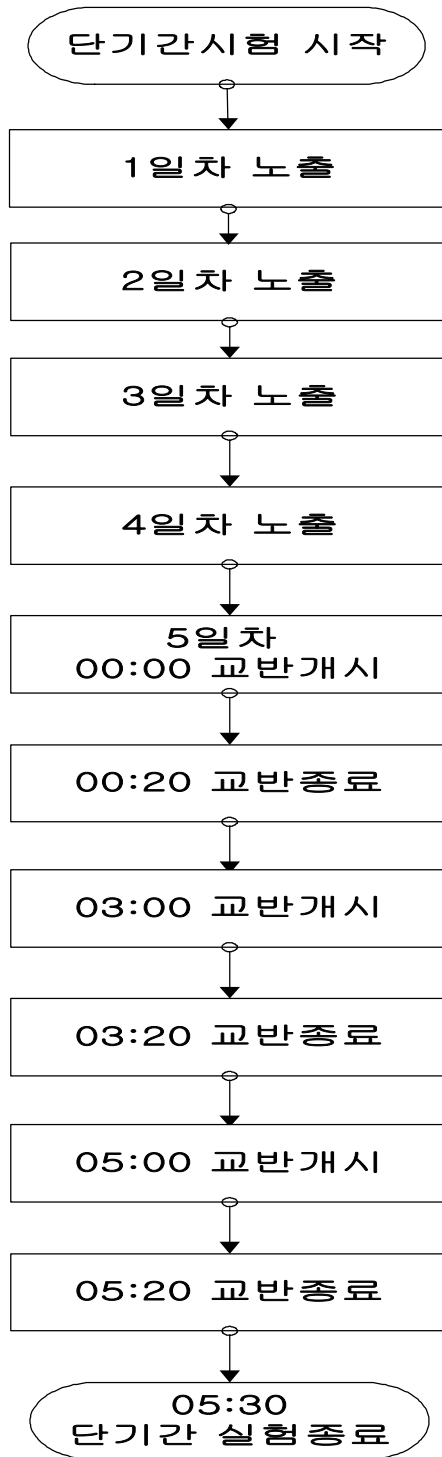 단기간시험 시작
1일차 노출
2일차 노출
3일차 노출
4일차 노출
5일차
00:00 교반개시
00:20 교반종료
03:00 교반개시
03:20 교반종료
05:00 교반개시
05:20 교반종료
05:30
단기간 실험종료